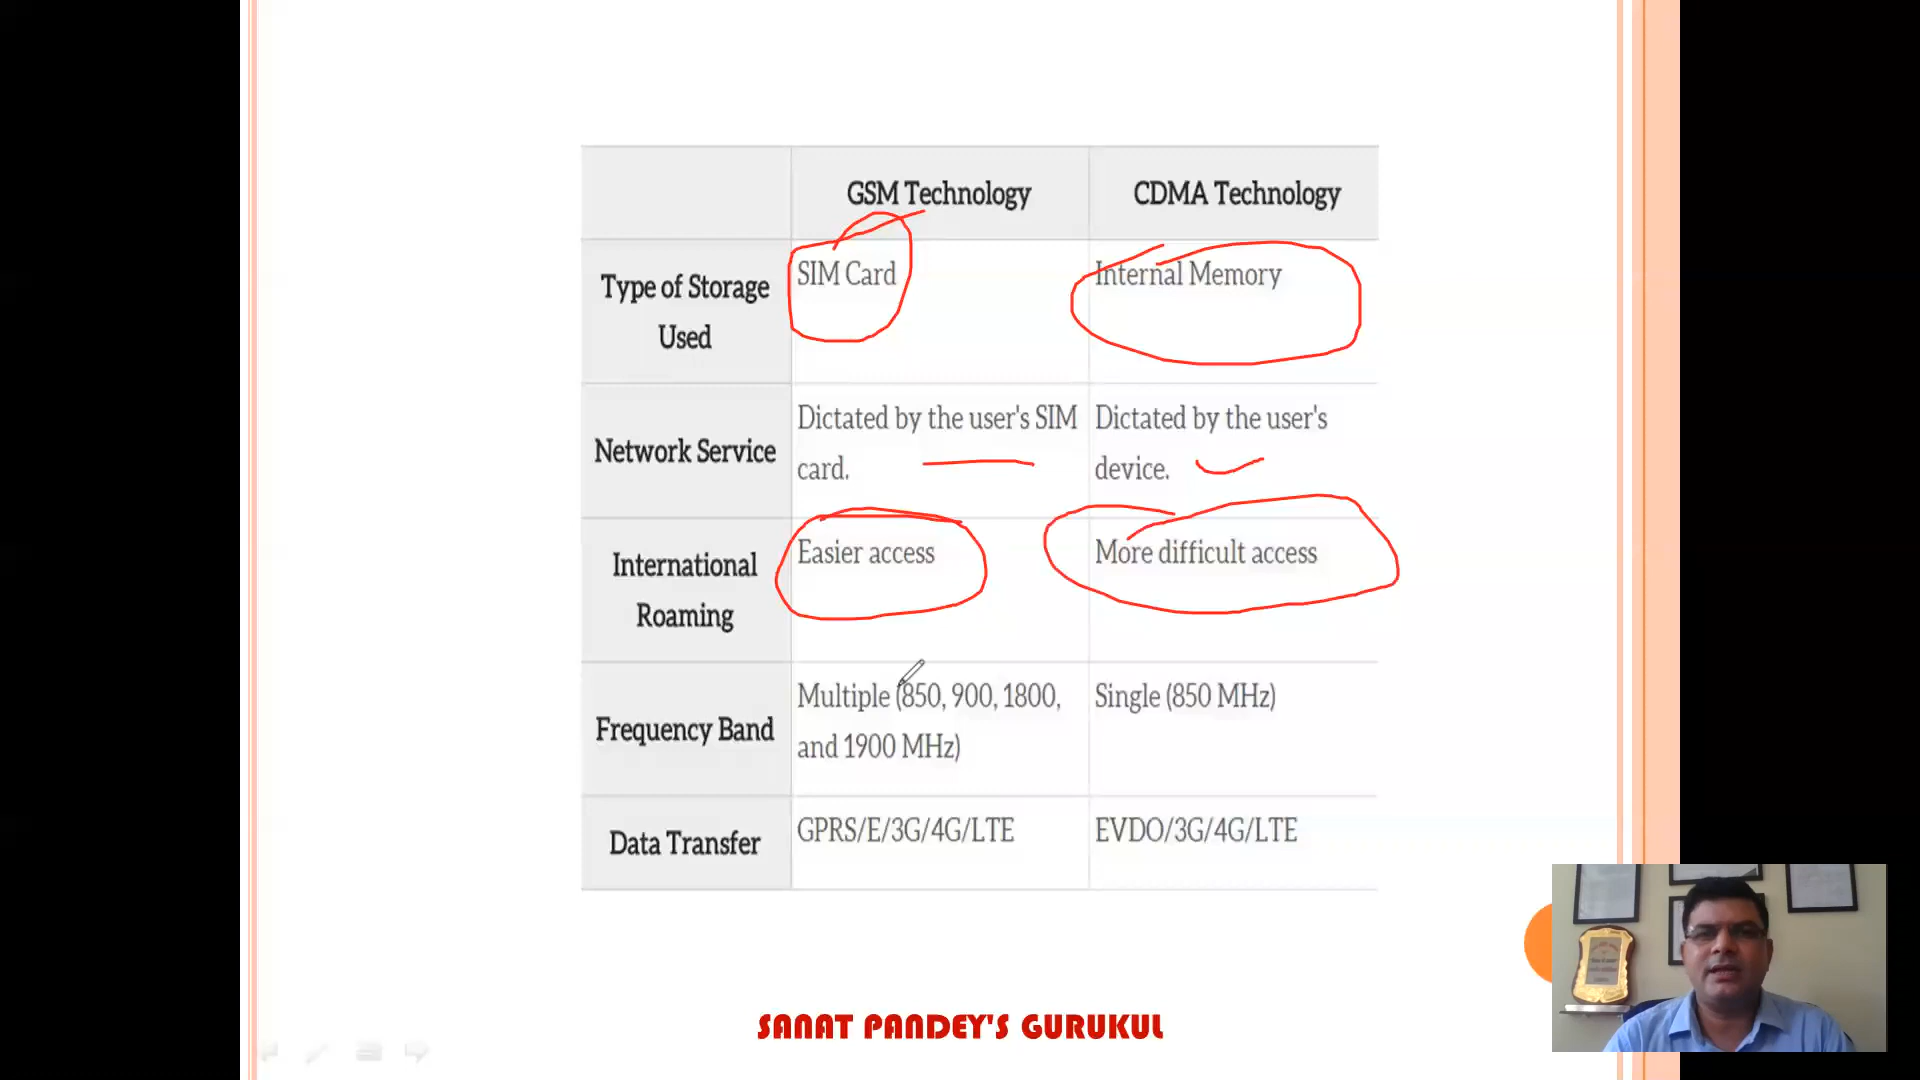 GSM Technology CDMA Technology
Type of Storage
Used
SIM Card
Internal Memory
Network Service
Dictated by the user's SIM
card.
Dictated by the user's
device.
International
Roaming
Easier access
More difficult access
Frequency Band
Multiple (850, 900, 1800,
and 1900 MHz)
Single (850 MHz)
Data Transfer
GPRS/E/3G/4G/LTE
EVDO/3G/4G/LTE
SANAT PANDEY'S GURUKUL